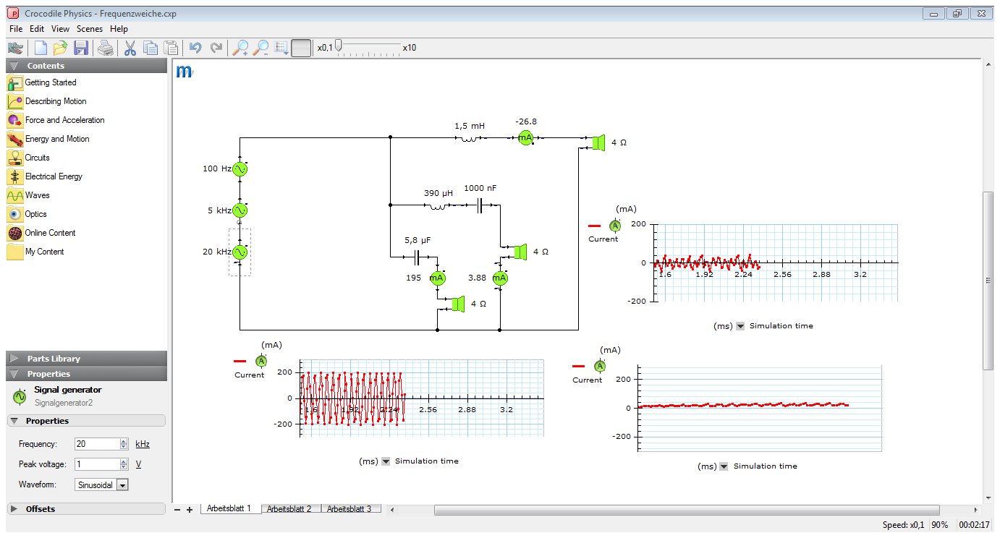 Crocodile Physics - Frequenzweiche.cxp
File Edit View Scenes Help
x0,1 x10
Contents
Getting Started
Describing Motion
Force and Acceleration
Energy and Motion
Circuits
Electrical Energy
Waves
Optics
Online Content
My Content
Parts Library
Properties
Signal generator
Signalgenerator2
Properties
Frequency: 20 kHz
Peak voltage: 1 V
Waveform: Sinusoidal
Offsets
m
-26.8
1,5 mH
mA
4 Ω
100 Hz
1000 nF
390 µH
5 kHz
5,8 µF
20 kHz
4 Ω
195 mA
3.88 mA
4 Ω
(mA)
A
Current
200
0
-200
1.6 1.92 2.24 2.56 2.88 3.2
(ms) Simulation time
(mA)
A
Current
200
0
-200
1.6 1.92 2.24 2.56 2.88 3.2
(ms) Simulation time
(mA)
A
Current
200
0
-200
(ms) Simulation time
Arbeitsblatt 1 Arbeitsblatt 2 Arbeitsblatt 3
Speed: x0,1 90% 00:02:17